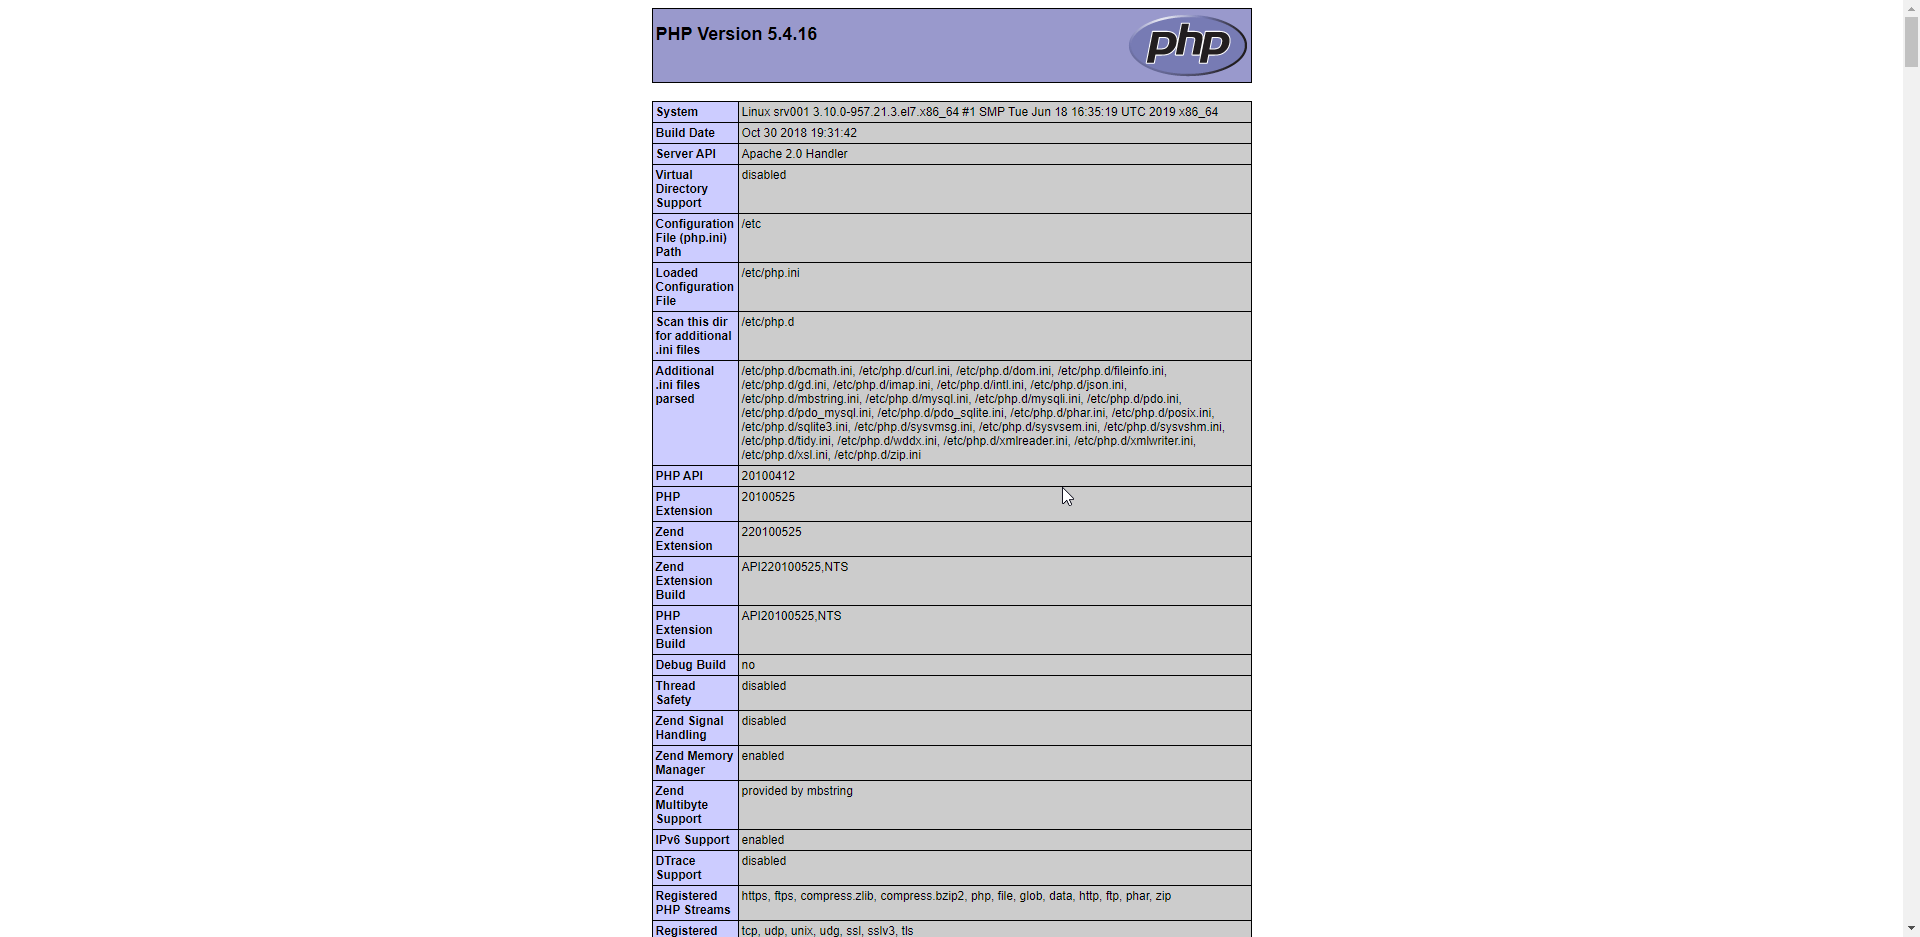 PHP Version 5.4.16
php
System Linux srv001 3.10.0-957.21.3.el7.x86_64 #1 SMP Tue Jun 18 16:35:19 UTC 2019 x86_64
Build Date Oct 30 2018 19:31:42
Server API Apache 2.0 Handler
Virtual disabled
Directory
Support
Configuration /etc
File (php.ini)
Path
Loaded /etc/php.ini
Configuration
File
Scan this dir /etc/php.d
for additional
.ini files
Additional /etc/php.d/bcmath.ini, /etc/php.d/curl.ini, /etc/php.d/dom.ini, /etc/php.d/fileinfo.ini,
.ini files /etc/php.d/gd.ini, /etc/php.d/imap.ini, /etc/php.d/intl.ini, /etc/php.d/json.ini,
parsed /etc/php.d/mbstring.ini, /etc/php.d/mysql.ini, /etc/php.d/mysqli.ini, /etc/php.d/pdo.ini,
/etc/php.d/pdo_mysql.ini, /etc/php.d/pdo_sqlite.ini, /etc/php.d/phar.ini, /etc/php.d/posix.ini,
/etc/php.d/sqlite3.ini, /etc/php.d/sysvmsg.ini, /etc/php.d/sysvsem.ini, /etc/php.d/sysvshm.ini,
/etc/php.d/tidy.ini, /etc/php.d/wddx.ini, /etc/php.d/xmlreader.ini, /etc/php.d/xmlwriter.ini,
/etc/php.d/xsl.ini, /etc/php.d/zip.ini
PHP API 20100412
PHP 20100525
Extension
Zend 220100525
Extension
Zend API220100525,NTS
Extension
Build
PHP API20100525,NTS
Extension
Build
Debug Build no
Thread disabled
Safety
Zend Signal disabled
Handling
Zend Memory enabled
Manager
Zend provided by mbstring
Multibyte
Support
IPv6 Support enabled
DTrace disabled
Support
Registered https, ftps, compress.zlib, compress.bzip2, php, file, glob, data, http, ftp, phar, zip
PHP Streams
Registered tcp, udp, unix, udg, ssl, sslv3, tls